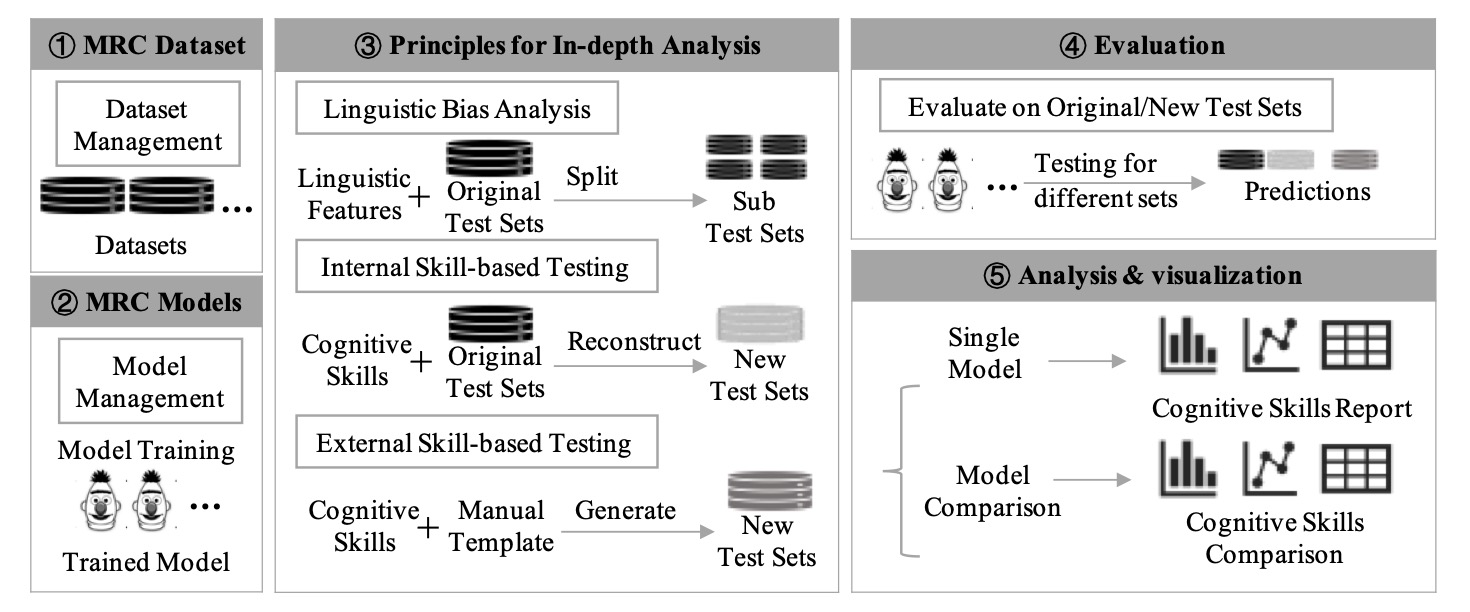 ① MRC Dataset
Dataset
Management
...
Datasets
② MRC Models
Model
Management
Model Training
...
Trained Model
③ Principles for In-depth Analysis
Linguistic Bias Analysis
Linguistic
Features
+
Original
Test Sets
Split
Sub
Test Sets
Internal Skill-based Testing
Cognitive
Skills
+
Original
Test Sets
Reconstruct
New
Test Sets
External Skill-based Testing
Cognitive
Skills
+
Manual
Template
Generate
New
Test Sets
④ Evaluation
Evaluate on Original/New Test Sets
...
Testing for
different sets
Predictions
⑤ Analysis & visualization
Single
Model
Cognitive Skills Report
Model
Comparison
Cognitive Skills
Comparison